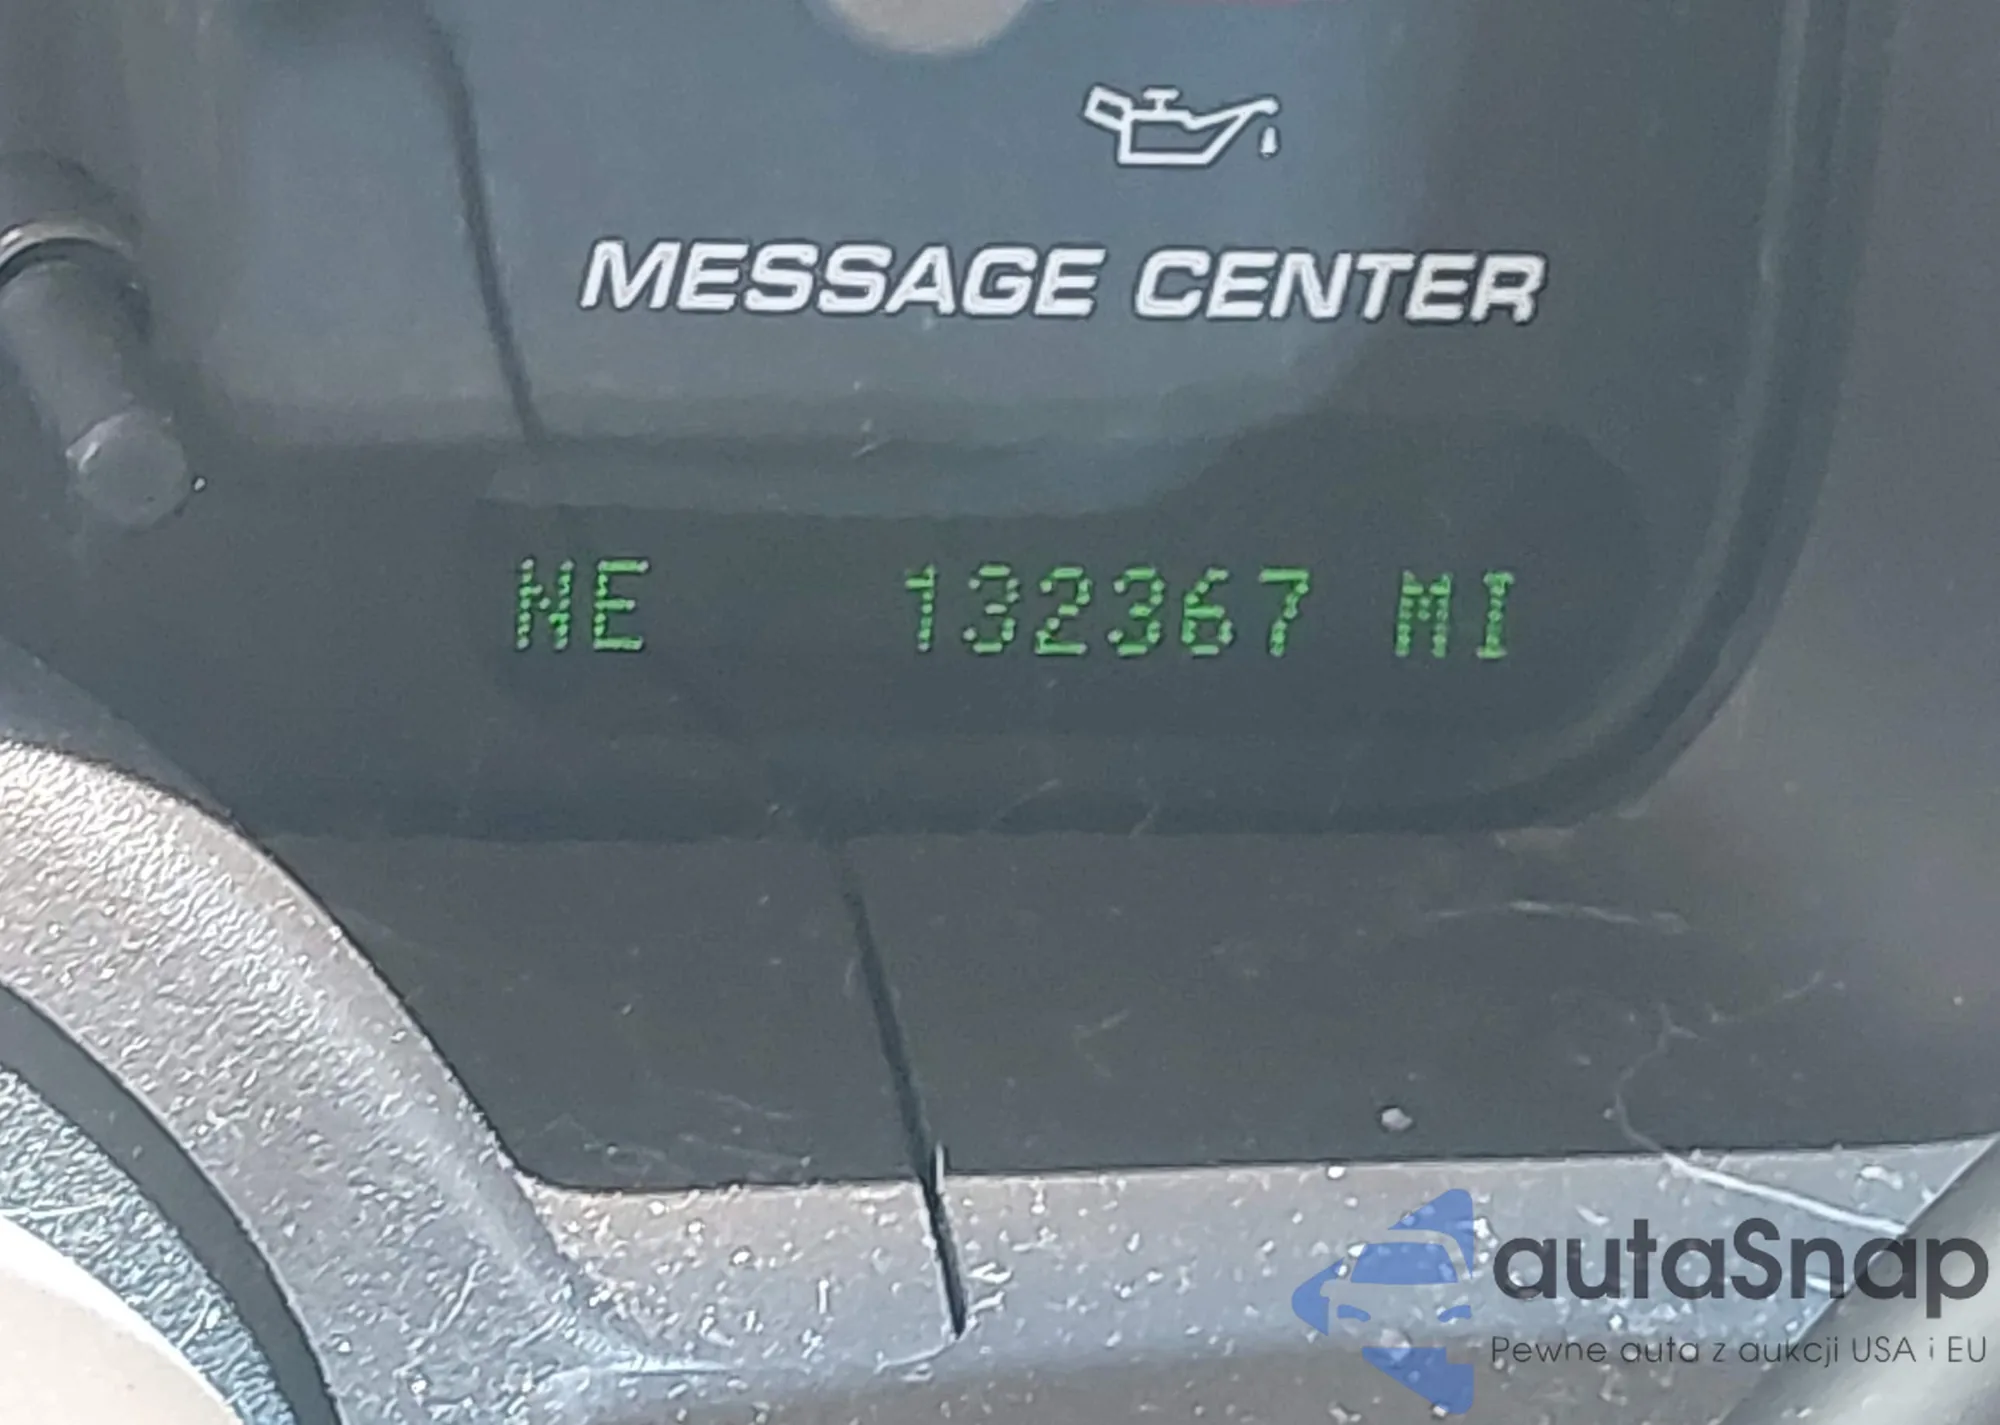 MESSAGE CENTER
NE 132367 MI
autaSnap
Pewne auta z aukcji USA i EU